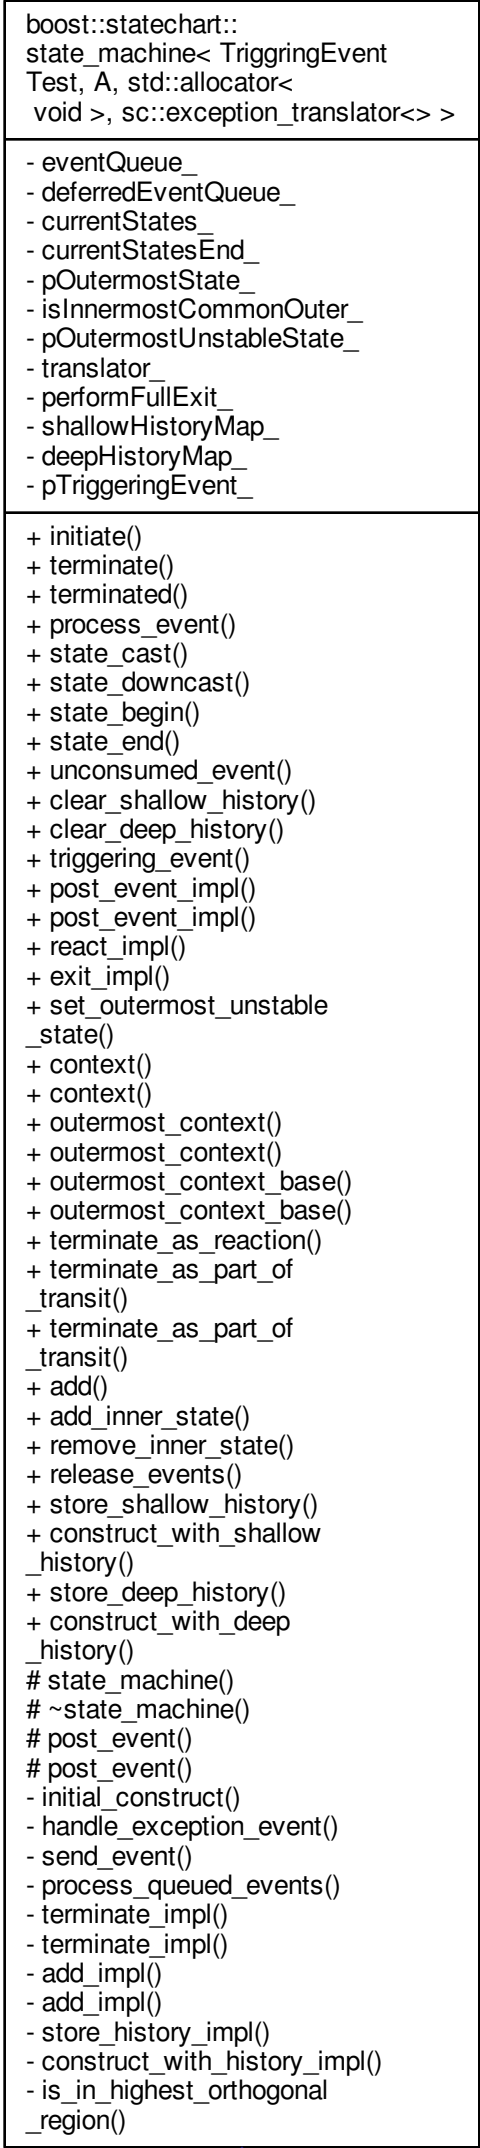 boost::statechart::
state_machine< TriggringEvent
Test, A, std::allocator<
void >, sc::exception_translator<> >
- eventQueue_
- deferredEventQueue_
- currentStates_
- currentStatesEnd_
- pOutermostState_
- isInnermostCommonOuter_
- pOutermostUnstableState_
- translator_
- performFullExit_
- shallowHistoryMap_
- deepHistoryMap_
- pTriggeringEvent_
+ initiate()
+ terminate()
+ terminated()
+ process_event()
+ state_cast()
+ state_downcast()
+ state_begin()
+ state_end()
+ unconsumed_event()
+ clear_shallow_history()
+ clear_deep_history()
+ triggering_event()
+ post_event_impl()
+ post_event_impl()
+ react_impl()
+ exit_impl()
+ set_outermost_unstable
_state()
+ context()
+ context()
+ outermost_context()
+ outermost_context()
+ outermost_context_base()
+ outermost_context_base()
+ terminate_as_reaction()
+ terminate_as_part_of
_transit()
+ terminate_as_part_of
_transit()
+ add()
+ add_inner_state()
+ remove_inner_state()
+ release_events()
+ store_shallow_history()
+ construct_with_shallow
_history()
+ store_deep_history()
+ construct_with_deep
_history()
# state_machine()
# ~state_machine()
# post_event()
# post_event()
- initial_construct()
- handle_exception_event()
- send_event()
- process_queued_events()
- terminate_impl()
- terminate_impl()
- add_impl()
- add_impl()
- store_history_impl()
- construct_with_history_impl()
- is_in_highest_orthogonal
_region()